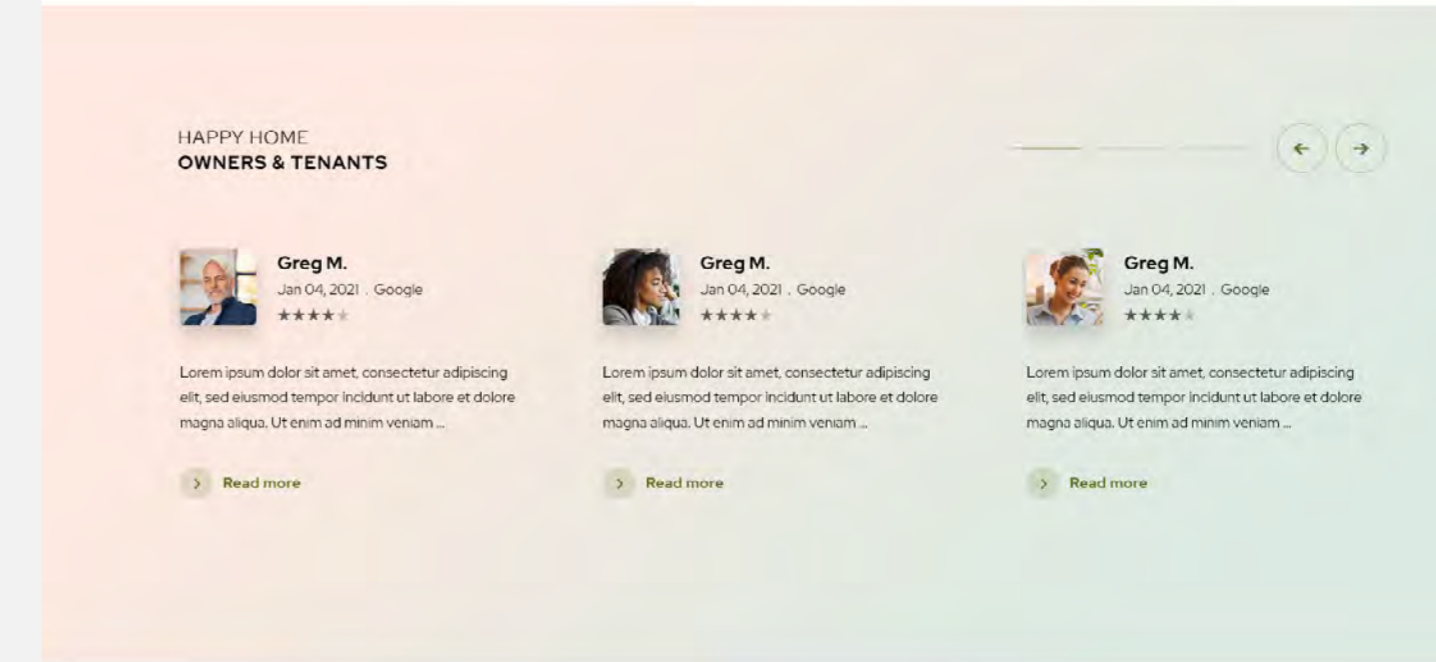 HAPPY HOME
OWNERS & TENANTS
Greg M.
Jan 04, 2021 . Google
Lorem ipsum dolor sit amet, consectetur adipiscing
elit, sed eiusmod tempor incidunt ut labore et dolore
magna aliqua. Ut enim ad minim veniam ...
Read more
Greg M.
Jan 04, 2021 . Google
Lorem ipsum dolor sit amet, consectetur adipiscing
elit, sed eiusmod tempor incidunt ut labore et dolore
magna aliqua. Ut enim ad minim veniam ...
Read more
Greg M.
Jan 04, 2021 . Google
Lorem ipsum dolor sit amet, consectetur adipiscing
elit, sed eiusmod tempor incidunt ut labore et dolore
magna aliqua. Ut enim ad minim veniam ...
Read more